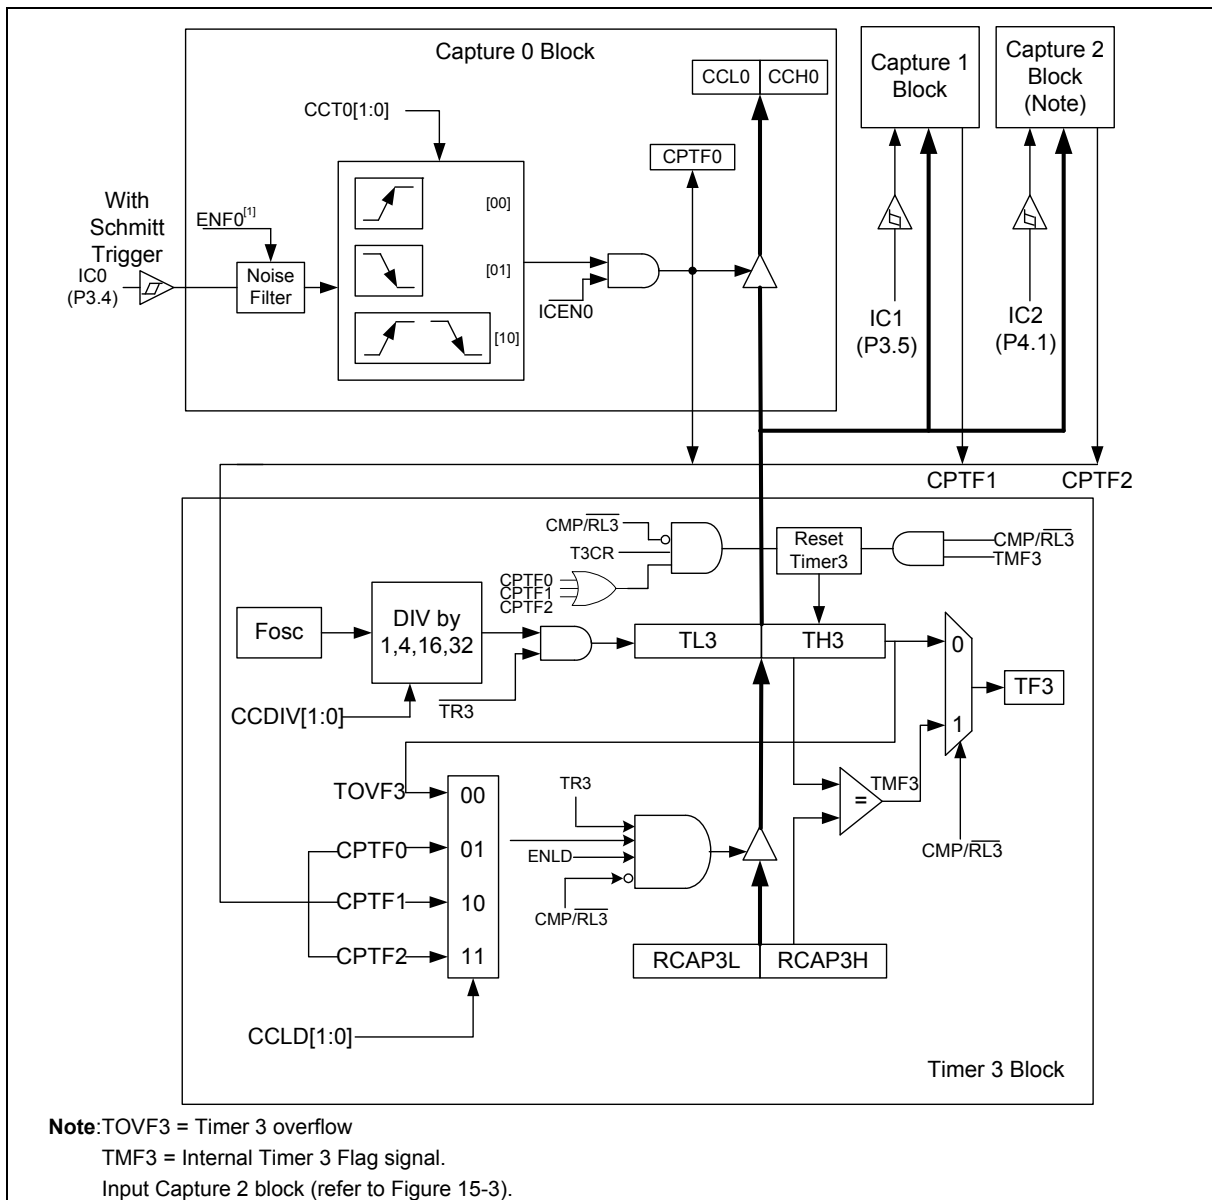 Capture 0 Block
CCL0 CCH0
Capture 1
Block
Capture 2
Block
(Note)
CCT0[1:0]
CPTF0
With
Schmitt
Trigger
ENF0[1]
IC0
(P3.4)
Noise
Filter
[00]
[01]
[10]
ICEN0
IC1
(P3.5)
IC2
(P4.1)
CPTF1
CPTF2
CMP/RL3
T3CR
CPTF0
CPTF1
CPTF2
Reset
Timer3
CMP/RL3
TMF3
Fosc
DIV by
1,4,16,32
TL3
TH3
0
1
TF3
TR3
CCDIV[1:0]
TOVF3
00
CPTF0
01
CPTF1
10
CPTF2
11
TR3
ENLD
CMP/RL3
=
TMF3
CMP/RL3
RCAP3L
RCAP3H
CCLD[1:0]
Timer 3 Block
Note:TOVF3 = Timer 3 overflow
TMF3 = Internal Timer 3 Flag signal.
Input Capture 2 block (refer to Figure 15-3).